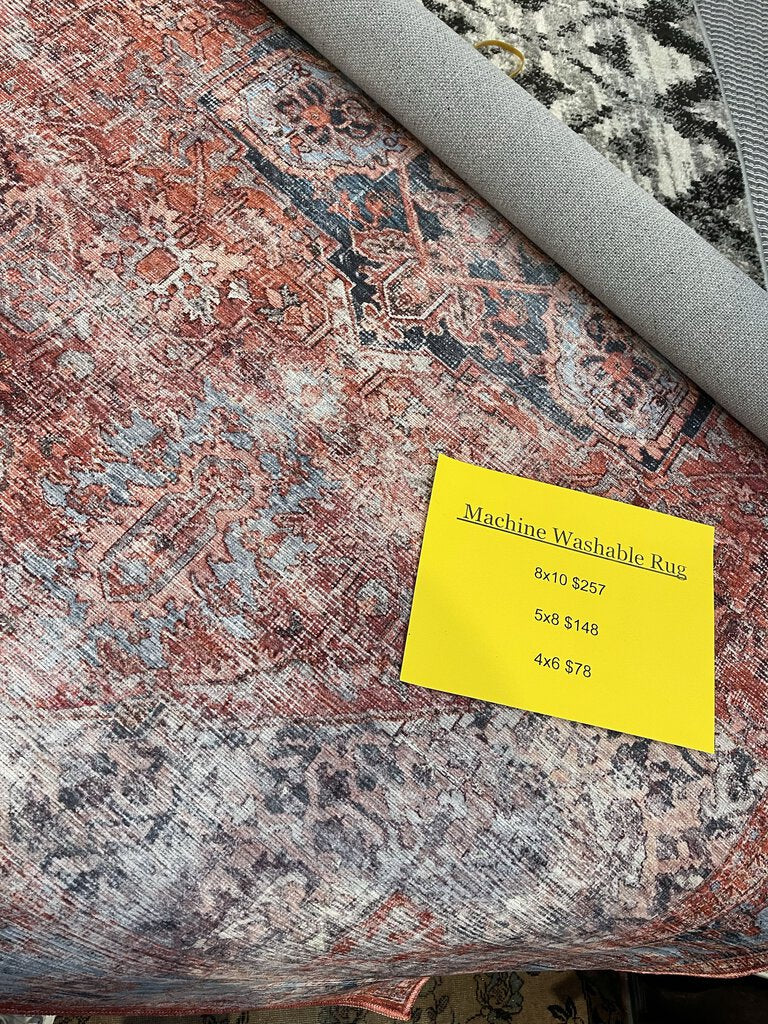 Machine Washable Rug
8x10 $257
5x8 $148
4x6 $78